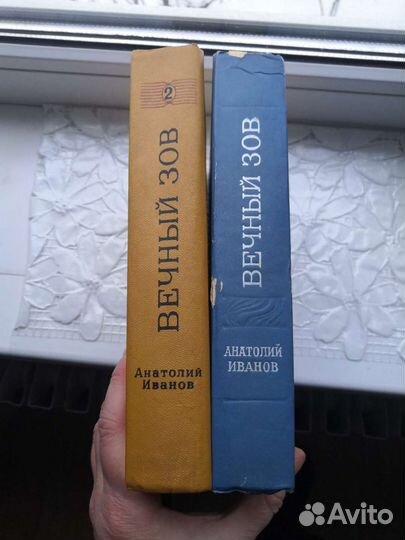 2
ВЕЧНЫЙ ЗОВ
Анатолий
Иванов
ВЕЧНЫЙ ЗОВ
АНАТОЛИЙ
ИВАНОВ
Avito